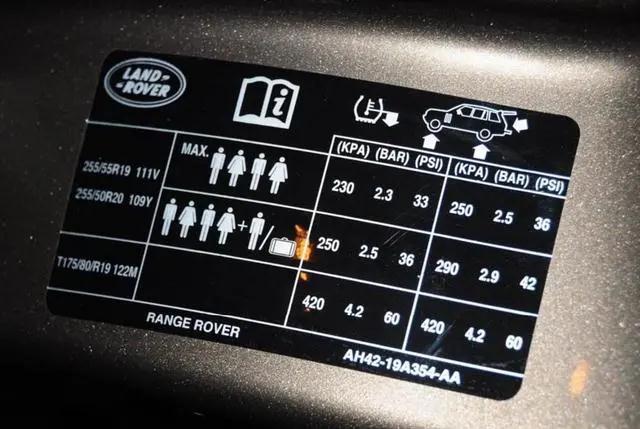 LAND-
-ROVER
(KPA) (BAR) (PSI) (KPA) (BAR) (PSI)
255/55R19 111V
255/50R20 109Y
MAX.
230 2.3 33 250 2.5 36
+ /
250 2.5 36 290 2.9 42
T175/80/R19 122M
420 4.2 60 420 4.2 60
RANGE ROVER
AH42-19A354-AA